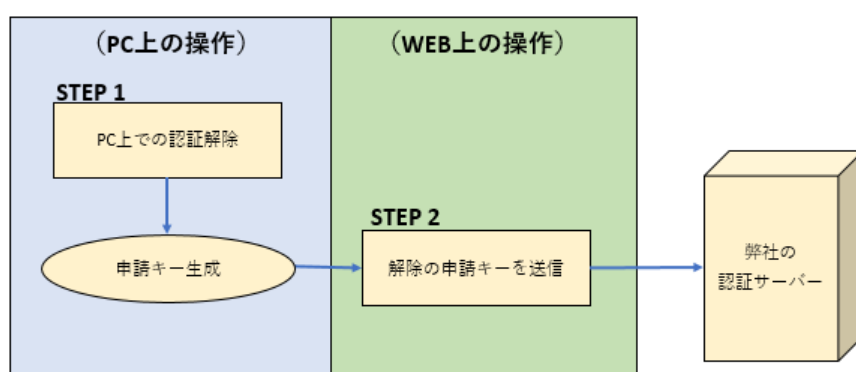 （PC上の操作）
（WEB上の操作）
STEP 1
PC上での認証解除
申請キー生成
STEP 2
解除の申請キーを送信
弊社の
認証サーバー